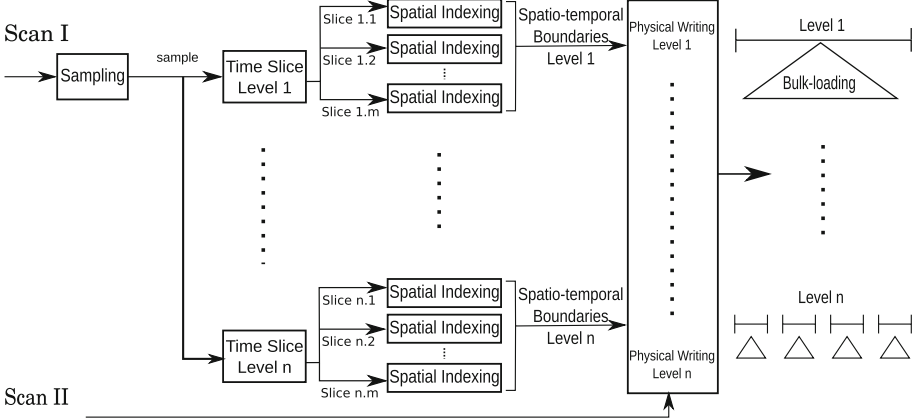 Scan I
Sampling
sample
Time Slice
Level 1
Slice 1.1
Slice 1.2
Slice 1.m
Spatial Indexing
Spatial Indexing
Spatial Indexing
Spatio-temporal
Boundaries
Level 1
Physical Writing
Level 1
Level 1
Bulk-loading
Time Slice
Level n
Slice n.1
Slice n.2
Slice n.m
Spatial Indexing
Spatial Indexing
Spatial Indexing
Spatio-temporal
Boundaries
Level n
Physical Writing
Level n
Level n
Scan II